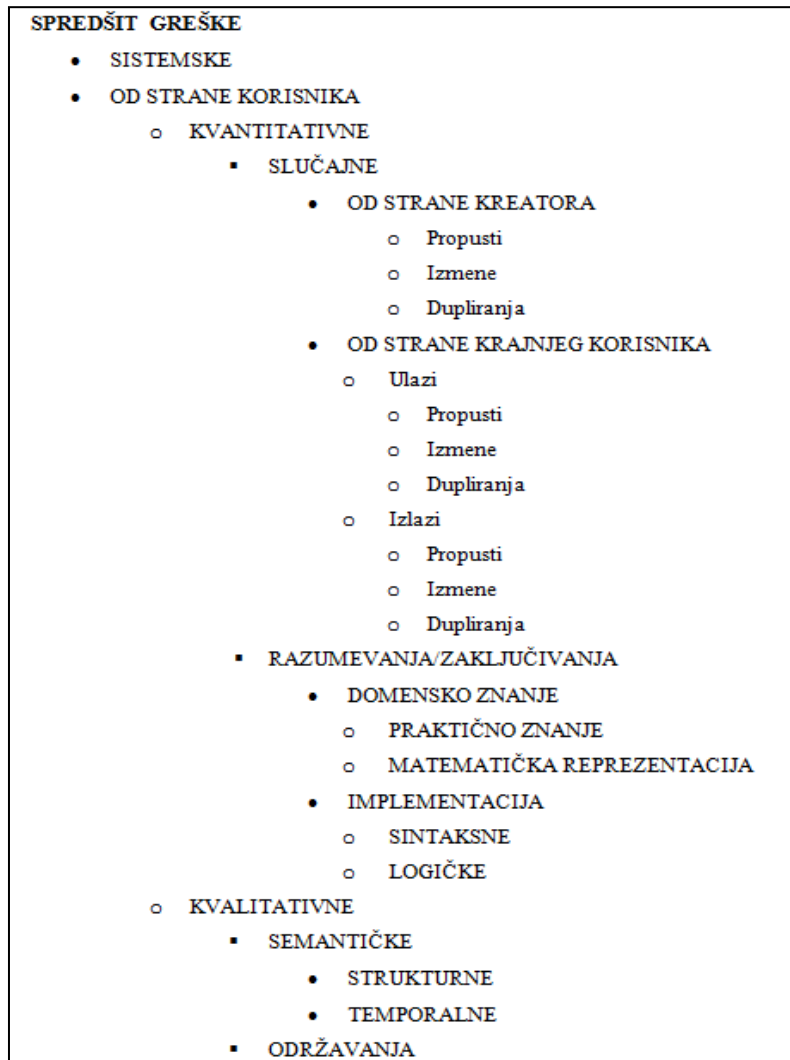 SPREDŠIT GREŠKE
• SISTEMSKE
• OD STRANE KORISNIKA
o KVANTITATIVNE
▪ SLUČAJNE
• OD STRANE KREATORA
o Propusti
o Izmene
o Dupliranja
• OD STRANE KRAJNJEG KORISNIKA
o Ulazi
o Propusti
o Izmene
o Dupliranja
o Izlazi
o Propusti
o Izmene
o Dupliranja
▪ RAZUMEVANJA/ZAKLJUČIVANJA
• DOMENSKO ZNANJE
o PRAKTIČNO ZNANJE
o MATEMATIČKA REPREZENTACIJA
• IMPLEMENTACIJA
o SINTAKSNE
o LOGIČKE
o KVALITATIVNE
▪ SEMANTIČKE
• STRUKTURNE
• TEMPORALNE
▪ ODRŽAVANJA